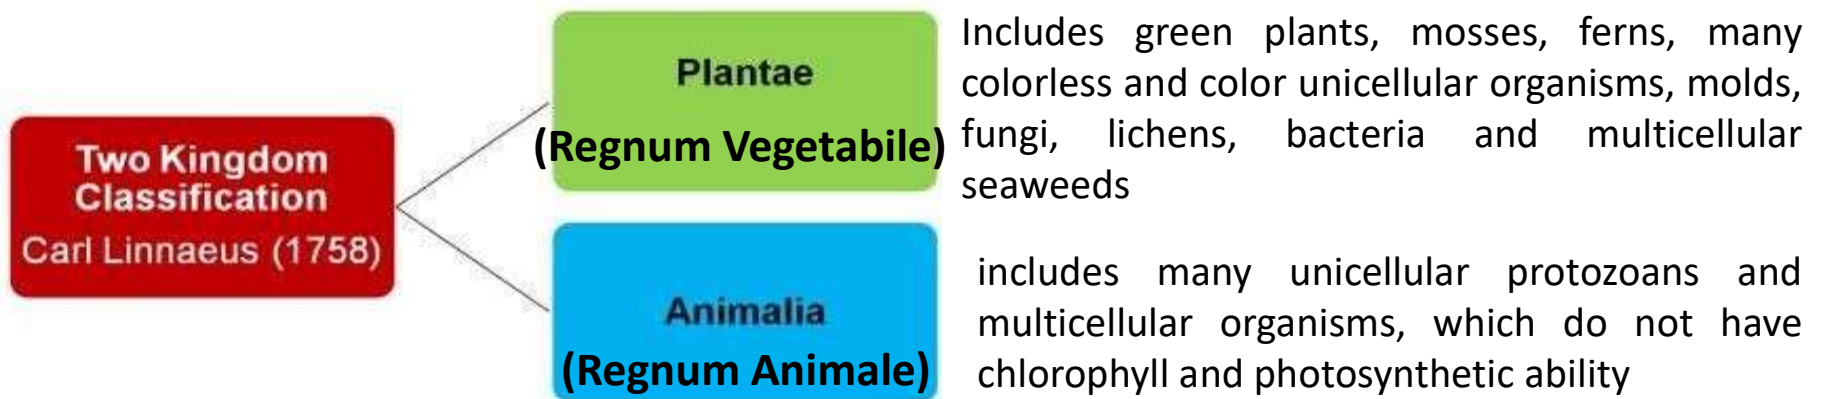 Two Kingdom
Classification
Carl Linnaeus (1758)
Plantae
(Regnum Vegetabile)
Includes green plants, mosses, ferns, many
colorless and color unicellular organisms, molds,
fungi, lichens, bacteria and multicellular
seaweeds
Animalia
(Regnum Animale)
includes many unicellular protozoans and
multicellular organisms, which do not have
chlorophyll and photosynthetic ability